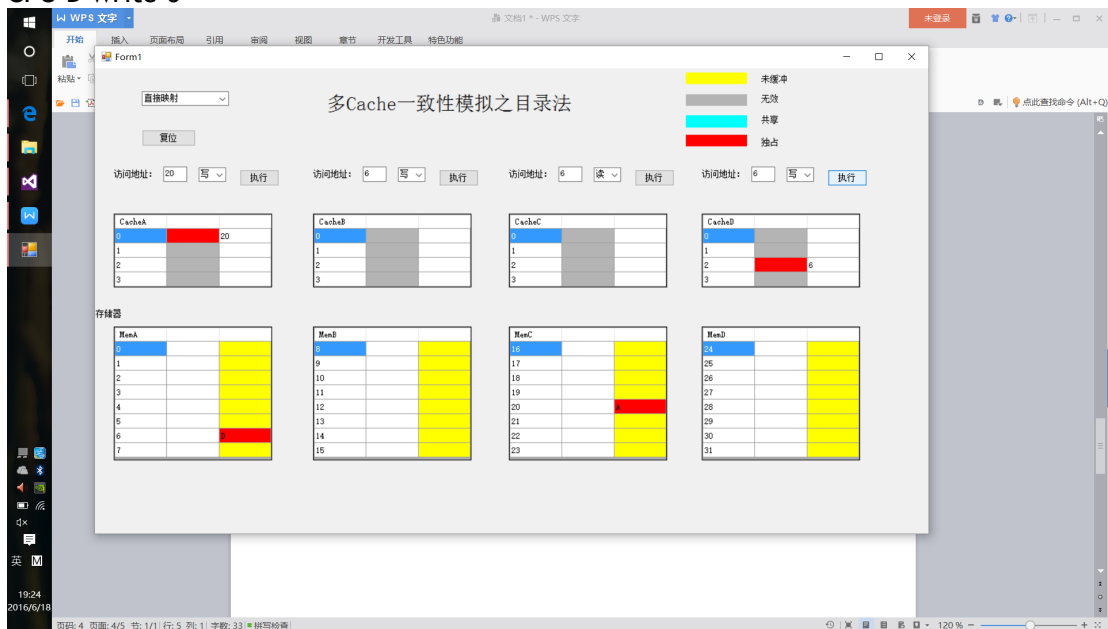 CPU D write 6
WPS 文字
文档1 * - WPS 文字
未登录
开始 插入 页面布局 引用 审阅 视图 章节 开发工具 特色功能
粘贴
点此查找命令 (Alt+Q)
Form1
直接映射
复位
多Cache一致性模拟之目录法
未缓冲
无效
共享
独占
访问地址: 20 写 执行
访问地址: 6 写 执行
访问地址: 6 读 执行
访问地址: 6 写 执行
CacheA
0 20
1
2
3
CacheB
0
1
2
3
CacheC
0
1
2
3
CacheD
0
1
2 6
3
存储器
MemA
0
1
2
3
4
5
6 D
7
MemB
8
9
10
11
12
13
14
15
MemC
16
17
18
19
20 A
21
22
23
MemD
24
25
26
27
28
29
30
31
英 M
19:24
2016/6/18
页码: 4 页面: 4/5 节: 1/1 行: 5 列: 1 字数: 33 拼写检查
120 %